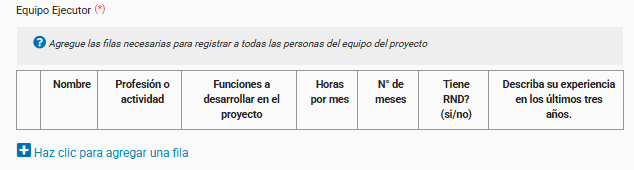 Equipo Ejecutor (*)
Agregue las filas necesarias para registrar a todas las personas del equipo del proyecto
Nombre
Profesión o
actividad
Funciones a
desarrollar en el
proyecto
Horas
por mes
N° de
meses
Tiene
RND?
(si/no)
Describa su experiencia
en los últimos tres
años.
Haz clic para agregar una fila